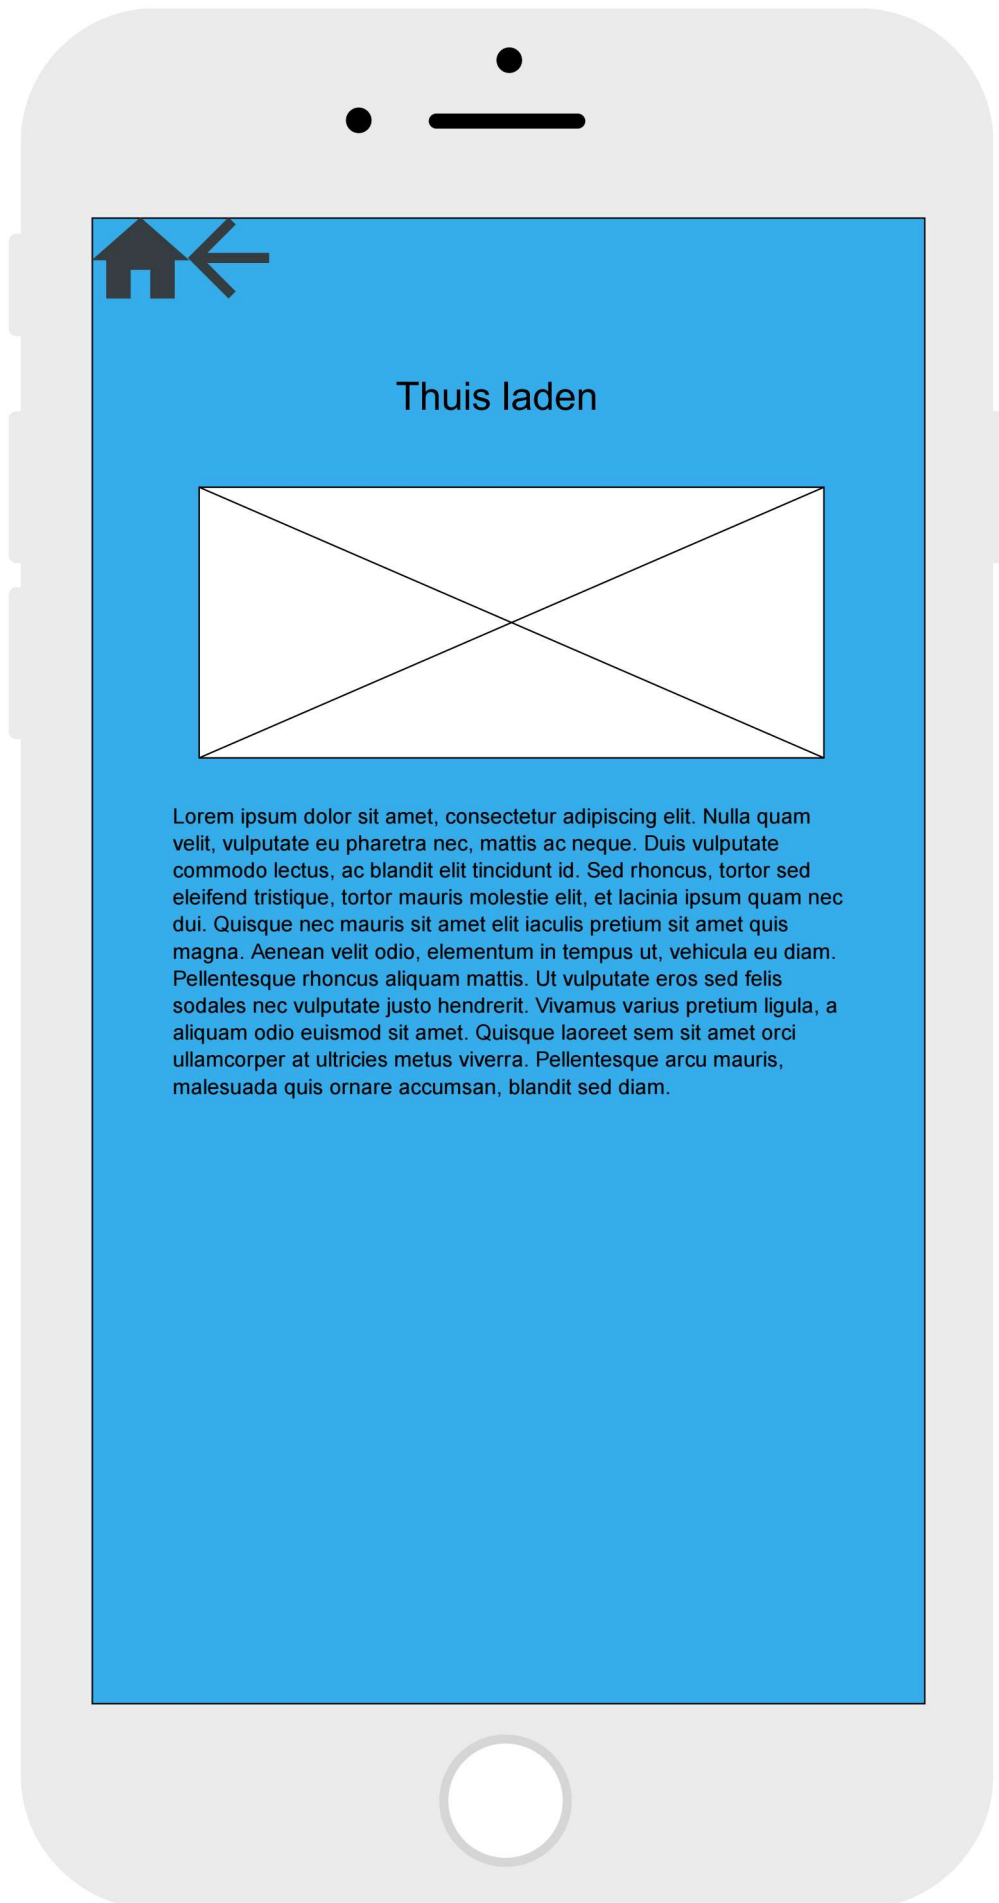 Thuis laden
Lorem ipsum dolor sit amet, consectetur adipiscing elit. Nulla quam
velit, vulputate eu pharetra nec, mattis ac neque. Duis vulputate
commodo lectus, ac blandit elit tincidunt id. Sed rhoncus, tortor sed
eleifend tristique, tortor mauris molestie elit, et lacinia ipsum quam nec
dui. Quisque nec mauris sit amet elit iaculis pretium sit amet quis
magna. Aenean velit odio, elementum in tempus ut, vehicula eu diam.
Pellentesque rhoncus aliquam mattis. Ut vulputate eros sed felis
sodales nec vulputate justo hendrerit. Vivamus varius pretium ligula, a
aliquam odio euismod sit amet. Quisque laoreet sem sit amet orci
ullamcorper at ultricies metus viverra. Pellentesque arcu mauris,
malesuada quis ornare accumsan, blandit sed diam.